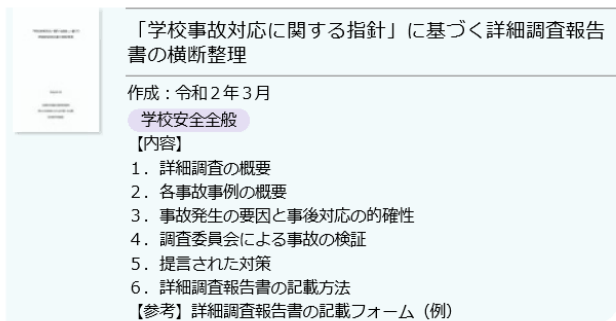 「学校事故対応に関する指針」に基づく詳細調査報告
書の横断整理
作成：令和２年３月
学校安全全般
【内容】
１．詳細調査の概要
２．各事故事例の概要
３．事故発生の要因と事後対応の的確性
４．調査委員会による事故の検証
５．提言された対策
６．詳細調査報告書の記載方法
【参考】詳細調査報告書の記載フォーム（例）